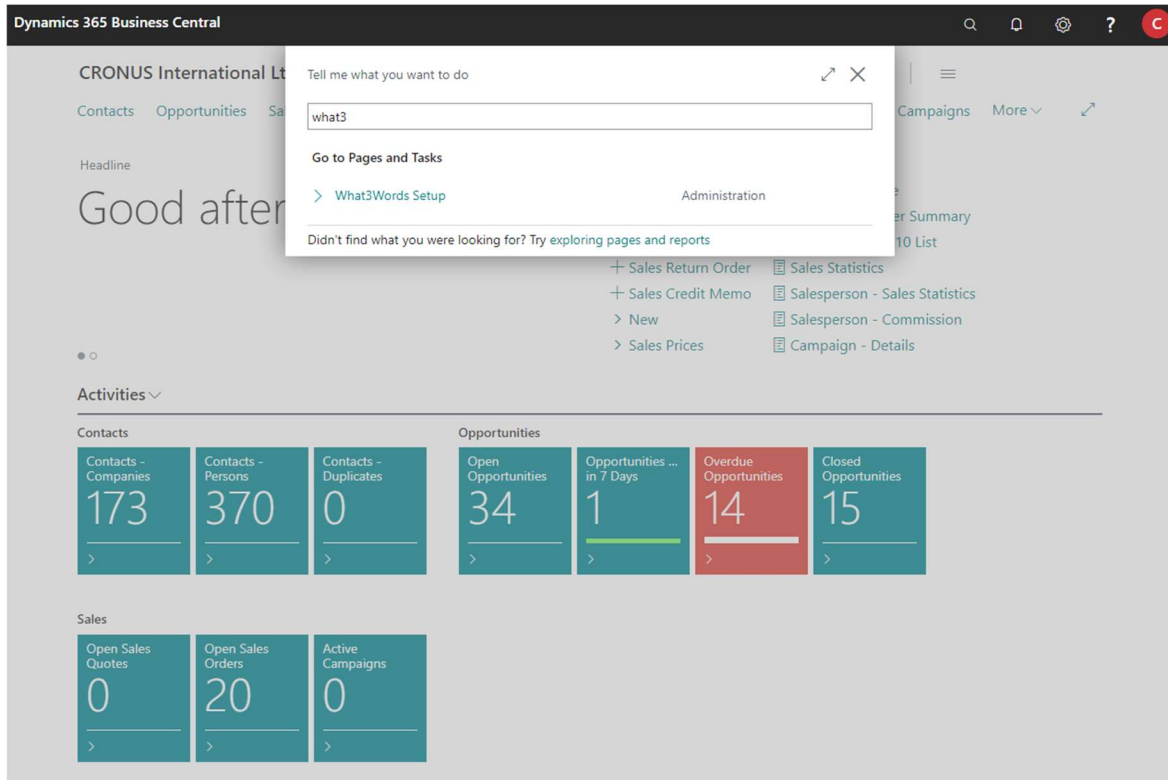 Dynamics 365 Business Central
?
C
CRONUS International Lt
Tell me what you want to do
Contacts Opportunities Sa
what3
Campaigns More
Go to Pages and Tasks
What3Words Setup Administration
Didn't find what you were looking for? Try exploring pages and reports
Headline
Good after
er Summary
10 List
+ Sales Return Order
Sales Statistics
+ Sales Credit Memo
Salesperson - Sales Statistics
> New
Salesperson - Commission
> Sales Prices
Campaign - Details
Activities
Contacts
Contacts -
Companies
173
Contacts -
Persons
370
Contacts -
Duplicates
0
Opportunities
Open
Opportunities
34
Opportunities ...
in 7 Days
1
Overdue
Opportunities
14
Closed
Opportunities
15
Sales
Open Sales
Quotes
0
Open Sales
Orders
20
Active
Campaigns
0